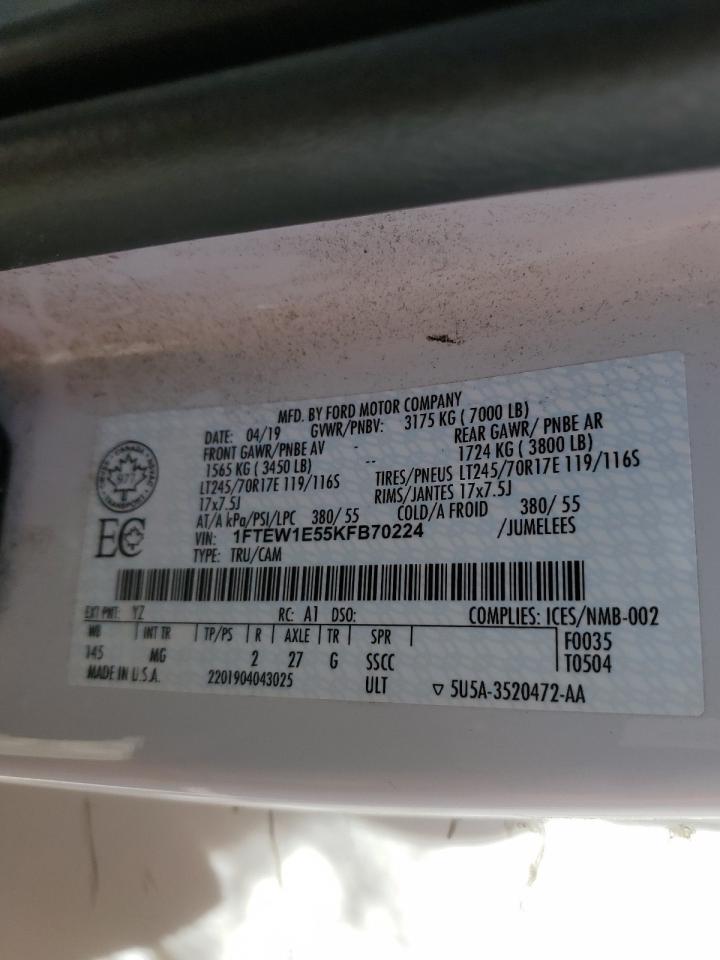 MFD. BY FORD MOTOR COMPANY
DATE: 04/19 GVWR/PNBV: 3175 KG ( 7000 LB)
FRONT GAWR/PNBE AV -- REAR GAWR/ PNBE AR
1565 KG ( 3450 LB) -- 1724 KG ( 3800 LB)
LT245/70R17E 119/116S TIRES/PNEUS LT245/70R17E 119/116S
17x7.5J RIMS/JANTES 17x7.5J
AT/A kPa/PSI/LPC 380/ 55 COLD/A FROID 380/ 55
VIN: 1FTEW1E55KFB70224 /JUMELEES
TYPE: TRU/CAM
CANADA
977
EC
EXT PNT: YZ RC: A1 DSO: COMPLIES: ICES/NMB-002
WB INT TR TP/PS R AXLE TR SPR F0035
145 MG 2 27 G SSCC T0504
MADE IN U.S.A. 2201904043025 ULT ▽ 5U5A-3520472-AA